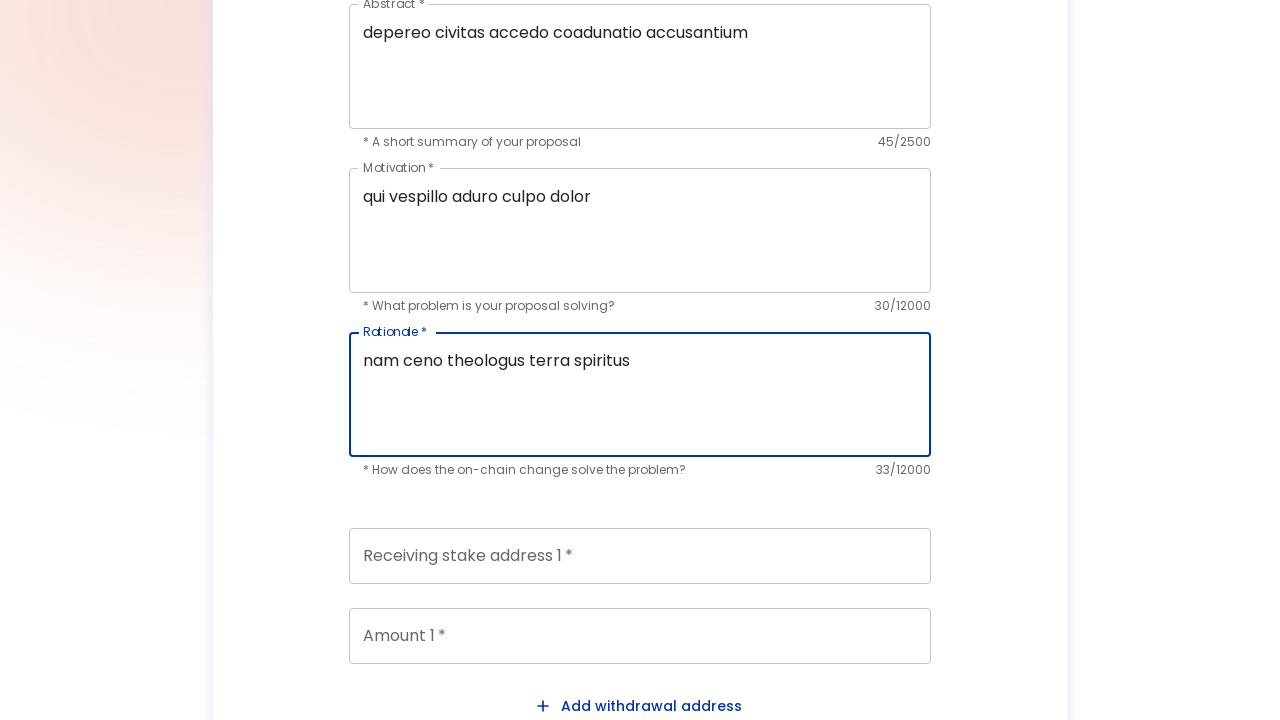 Abstract *
depereo civitas accedo coadunatio accusantium
* A short summary of your proposal 45/2500
Motivation *
qui vespillo aduro culpo dolor
* What problem is your proposal solving? 30/12000
Rationale *
nam ceno theologus terra spiritus
* How does the on-chain change solve the problem? 33/12000
Receiving stake address 1 *
Amount 1 *
+ Add withdrawal address